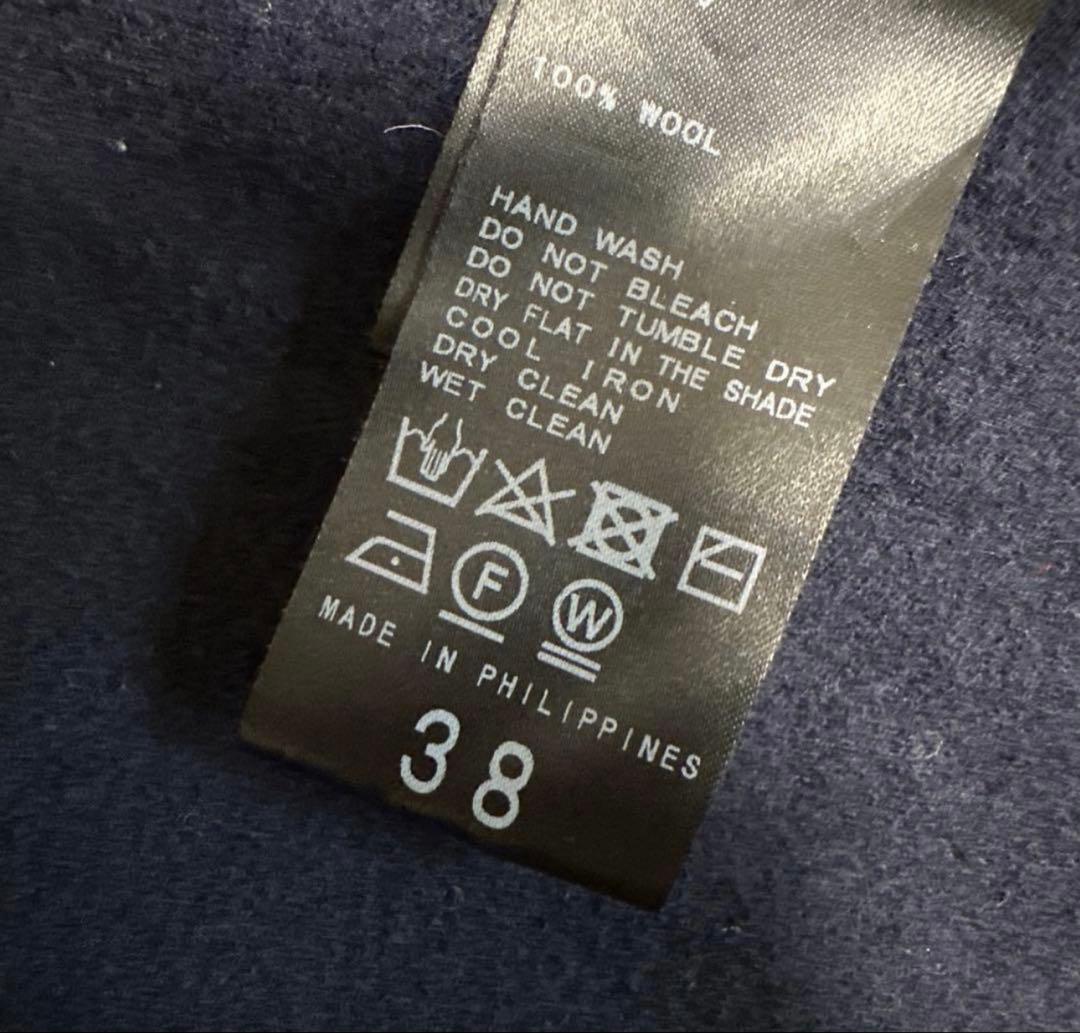 100% WOOL
HAND WASH
DO NOT BLEACH
DO NOT TUMBLE DRY
DRY FLAT IN THE SHADE
COOL IRON
DRY CLEAN
WET CLEAN
F
W
MADE IN PHILIPPINES
38